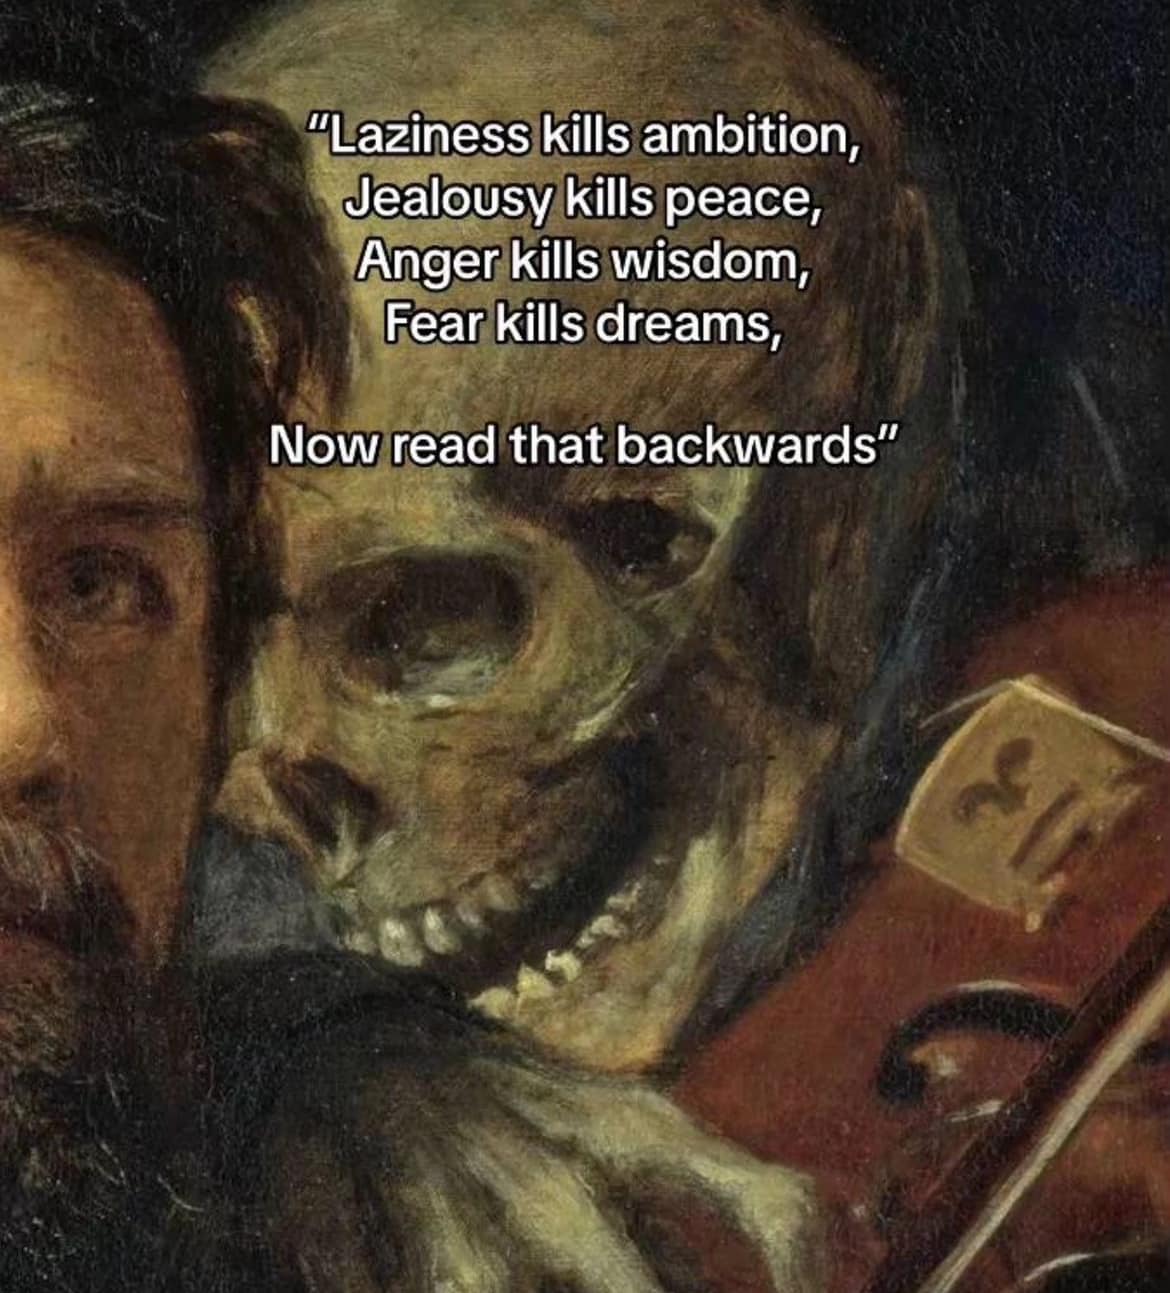 “Laziness kills ambition,
Jealousy kills peace,
Anger kills wisdom,
Fear kills dreams,
Now read that backwards”